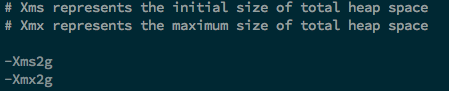 # Xms represents the initial size of total heap space
# Xmx represents the maximum size of total heap space
-Xms2g
-Xmx2g